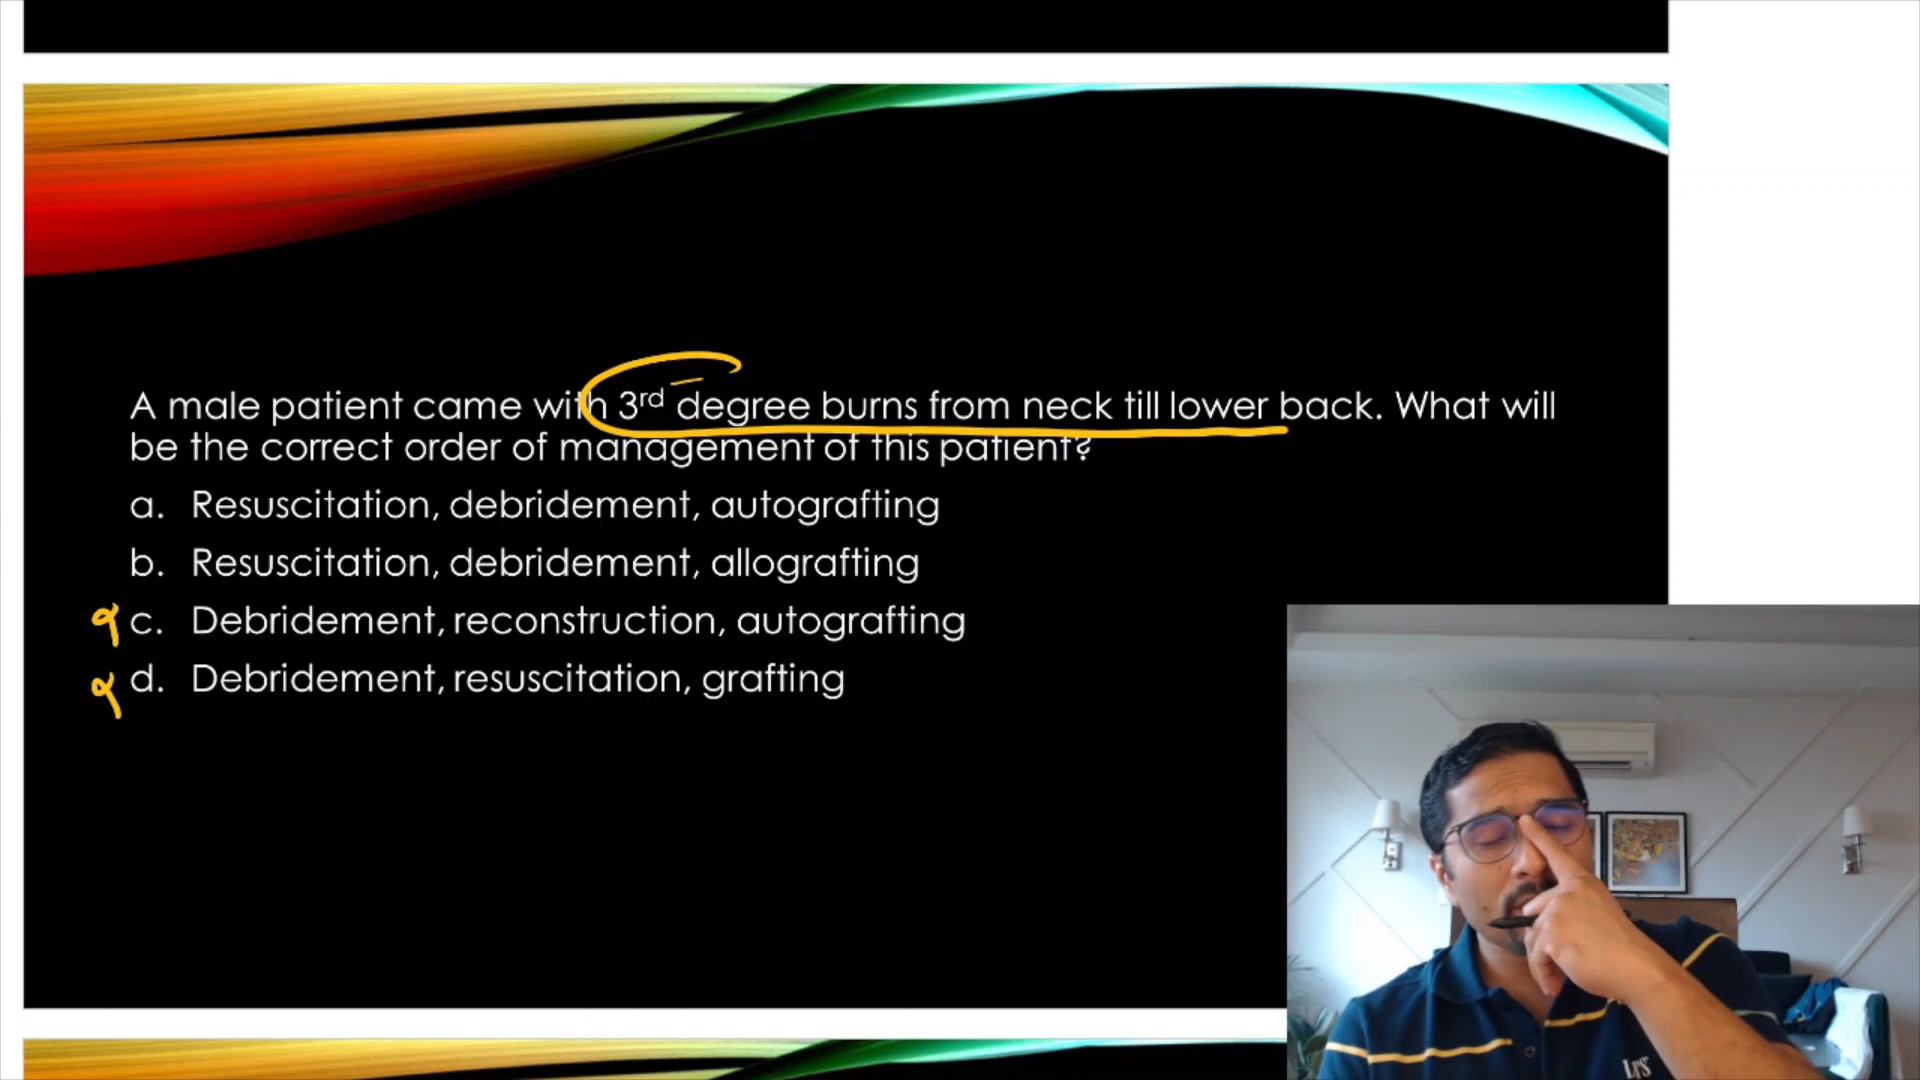 A male patient came with 3rd degree burns from neck till lower back. What will
be the correct order of management of this patient?
a. Resuscitation, debridement, autografting
b. Resuscitation, debridement, allografting
c. Debridement, reconstruction, autografting
d. Debridement, resuscitation, grafting